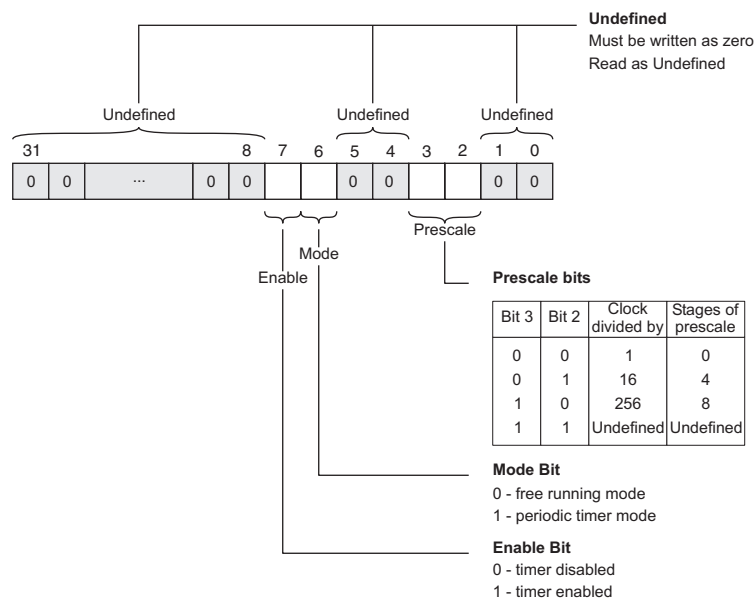 Undefined
Must be written as zero
Read as Undefined
Undefined Undefined Undefined
31 8 7 6 5 4 3 2 1 0
0 0 ... 0 0 0 0 0 0
Prescale
Mode
Enable
Prescale bits
Bit 3 Bit 2 Clock divided by Stages of prescale
0 0 1 0
0 1 16 4
1 0 256 8
1 1 Undefined Undefined
Mode Bit
0 - free running mode
1 - periodic timer mode
Enable Bit
0 - timer disabled
1 - timer enabled